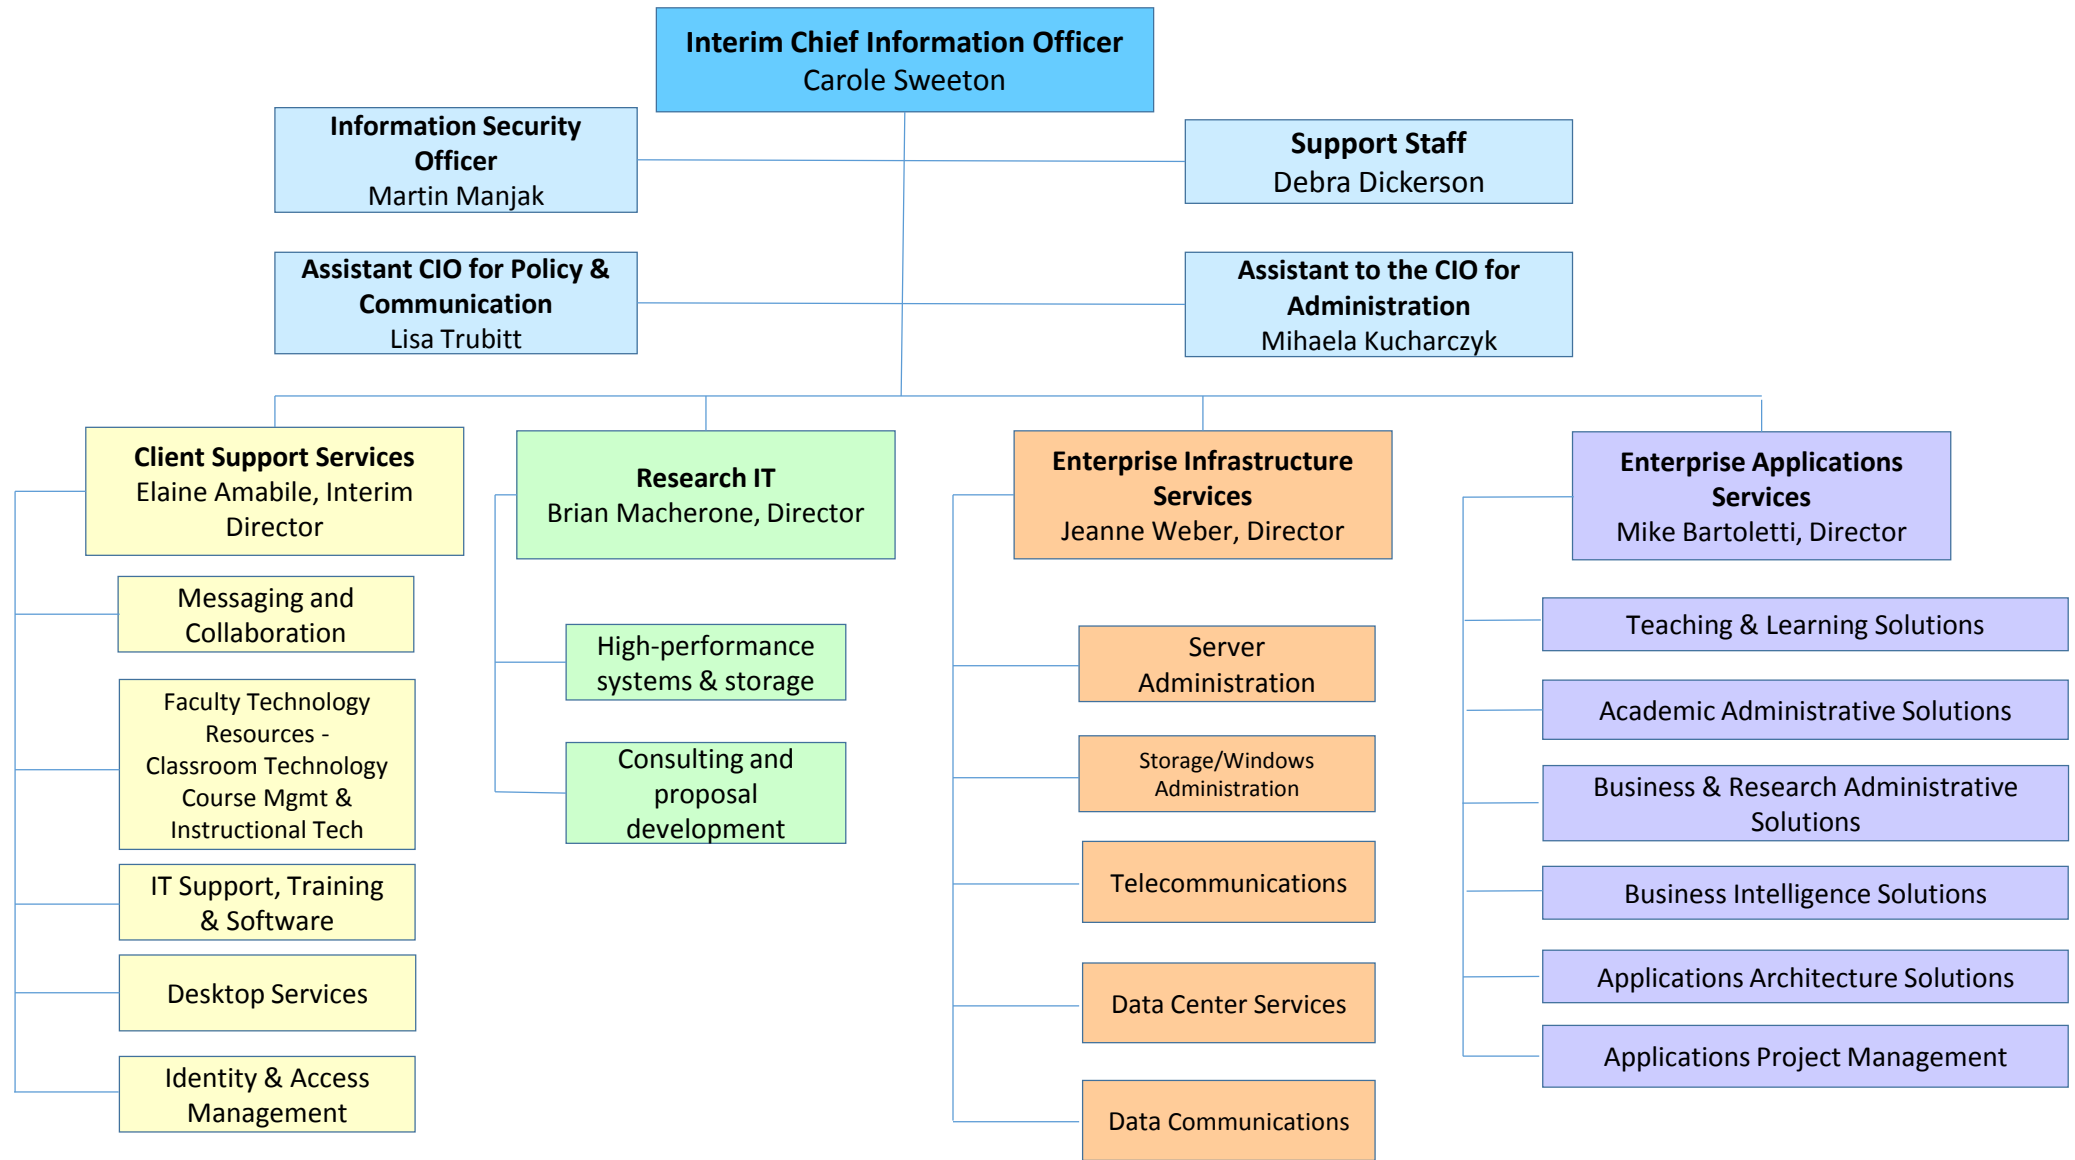 Interim Chief Information Officer
Carole Sweeton
Information Security
Officer
Martin Manjak
Support Staff
Debra Dickerson
Assistant CIO for Policy &
Communication
Lisa Trubitt
Assistant to the CIO for
Administration
Mihaela Kucharczyk
Client Support Services
Elaine Amabile, Interim
Director
Messaging and
Collaboration
Faculty Technology
Resources -
Classroom Technology
Course Mgmt &
Instructional Tech
IT Support, Training
& Software
Desktop Services
Identity & Access
Management
Research IT
Brian Macherone, Director
High-performance
systems & storage
Consulting and
proposal
development
Enterprise Infrastructure
Services
Jeanne Weber, Director
Server
Administration
Storage/Windows
Administration
Telecommunications
Data Center Services
Data Communications
Enterprise Applications
Services
Mike Bartoletti, Director
Teaching & Learning Solutions
Academic Administrative Solutions
Business & Research Administrative
Solutions
Business Intelligence Solutions
Applications Architecture Solutions
Applications Project Management